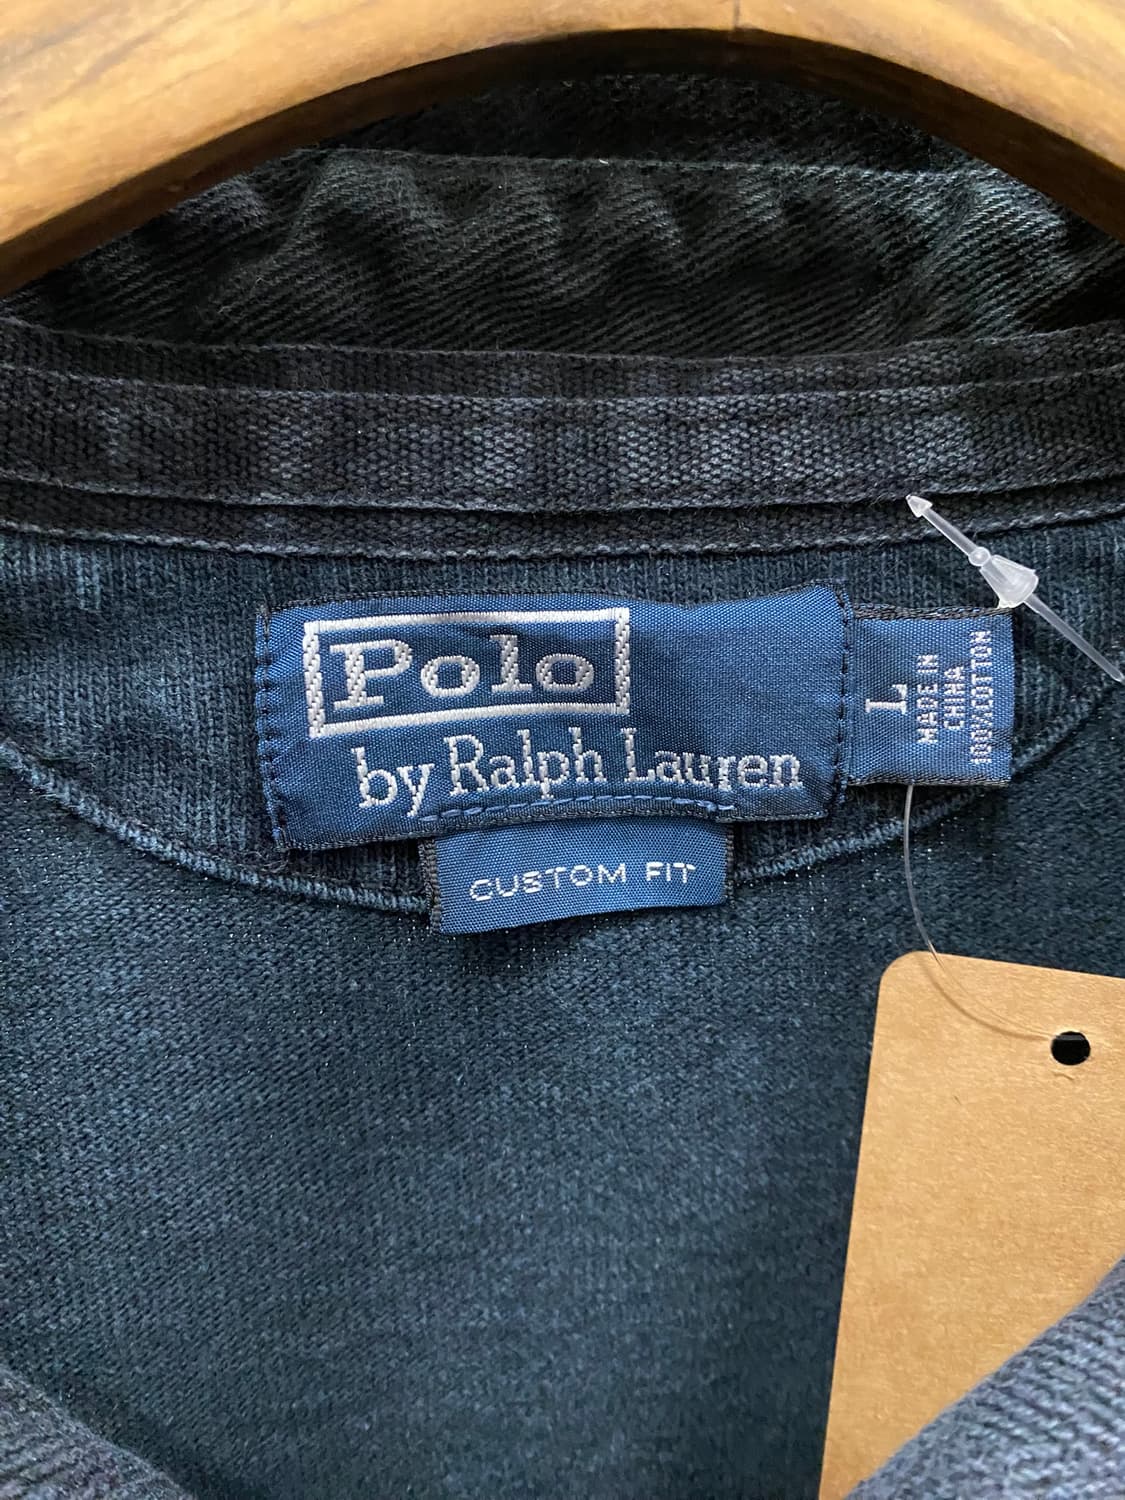 Polo
by Ralph Lauren
CUSTOM FIT
L
MADE IN
CHINA
100%COTTON